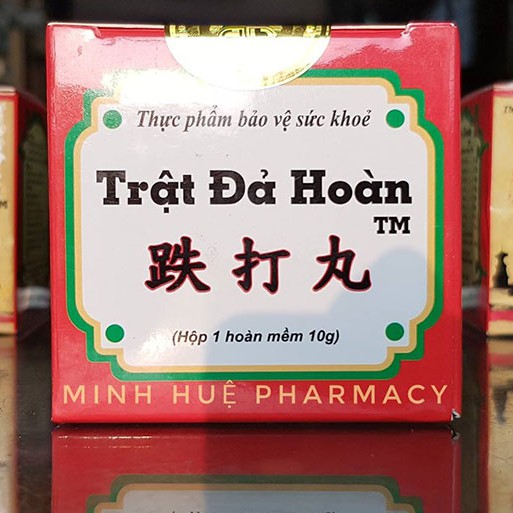 Thực phẩm bảo vệ sức khoẻ
Trật Đả Hoàn
TM
跌打丸
(Hộp 1 hoàn mềm 10g)
MINH HUỆ PHARMACY